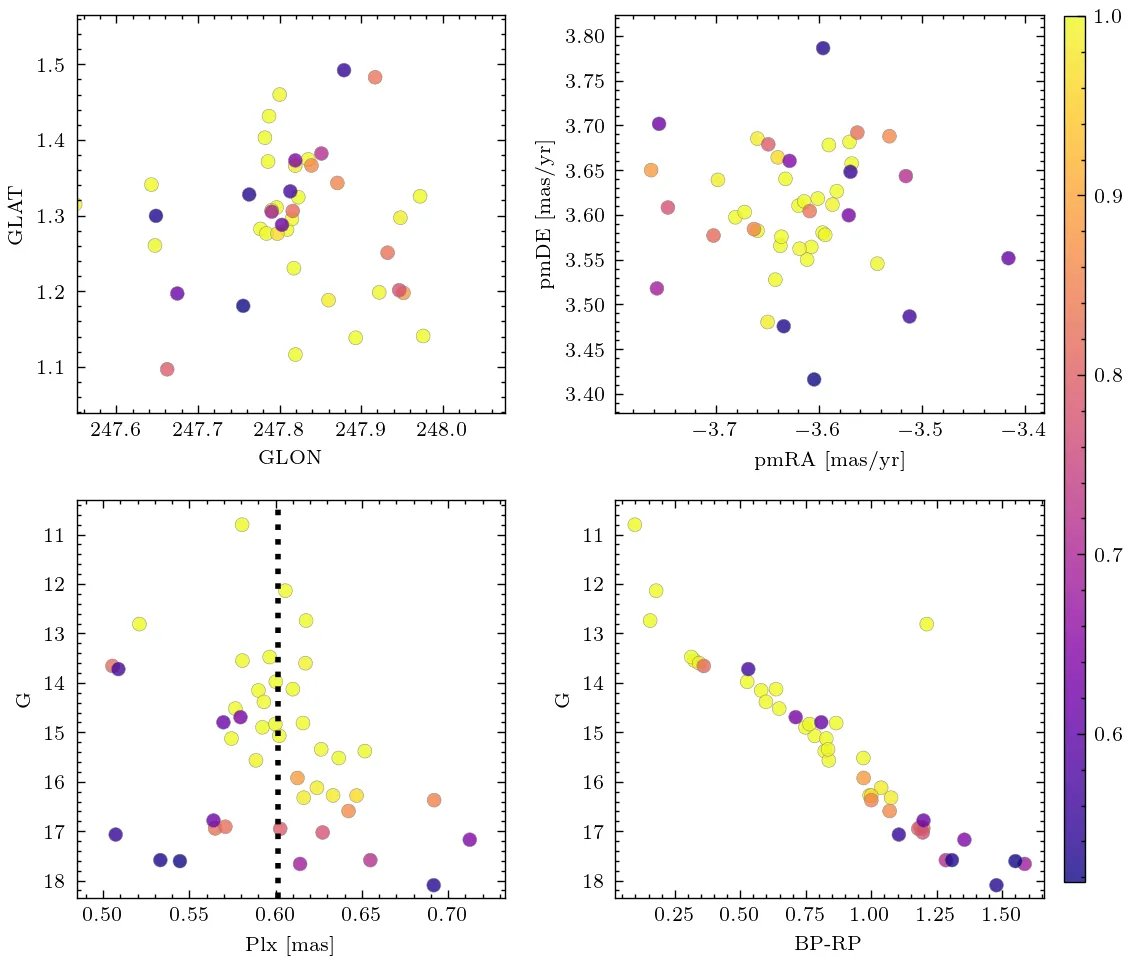 1.5
1.4
1.3
1.2
1.1
GLAT
247.6 247.7 247.8 247.9 248.0
GLON
3.80
3.75
3.70
3.65
3.60
3.55
3.50
3.45
3.40
pmDE [mas/yr]
−3.7 −3.6 −3.5 −3.4
pmRA [mas/yr]
1.0
0.9
0.8
0.7
0.6
11
12
13
14
15
16
17
18
G
0.50 0.55 0.60 0.65 0.70
Plx [mas]
11
12
13
14
15
16
17
18
G
0.25 0.50 0.75 1.00 1.25 1.50
BP-RP